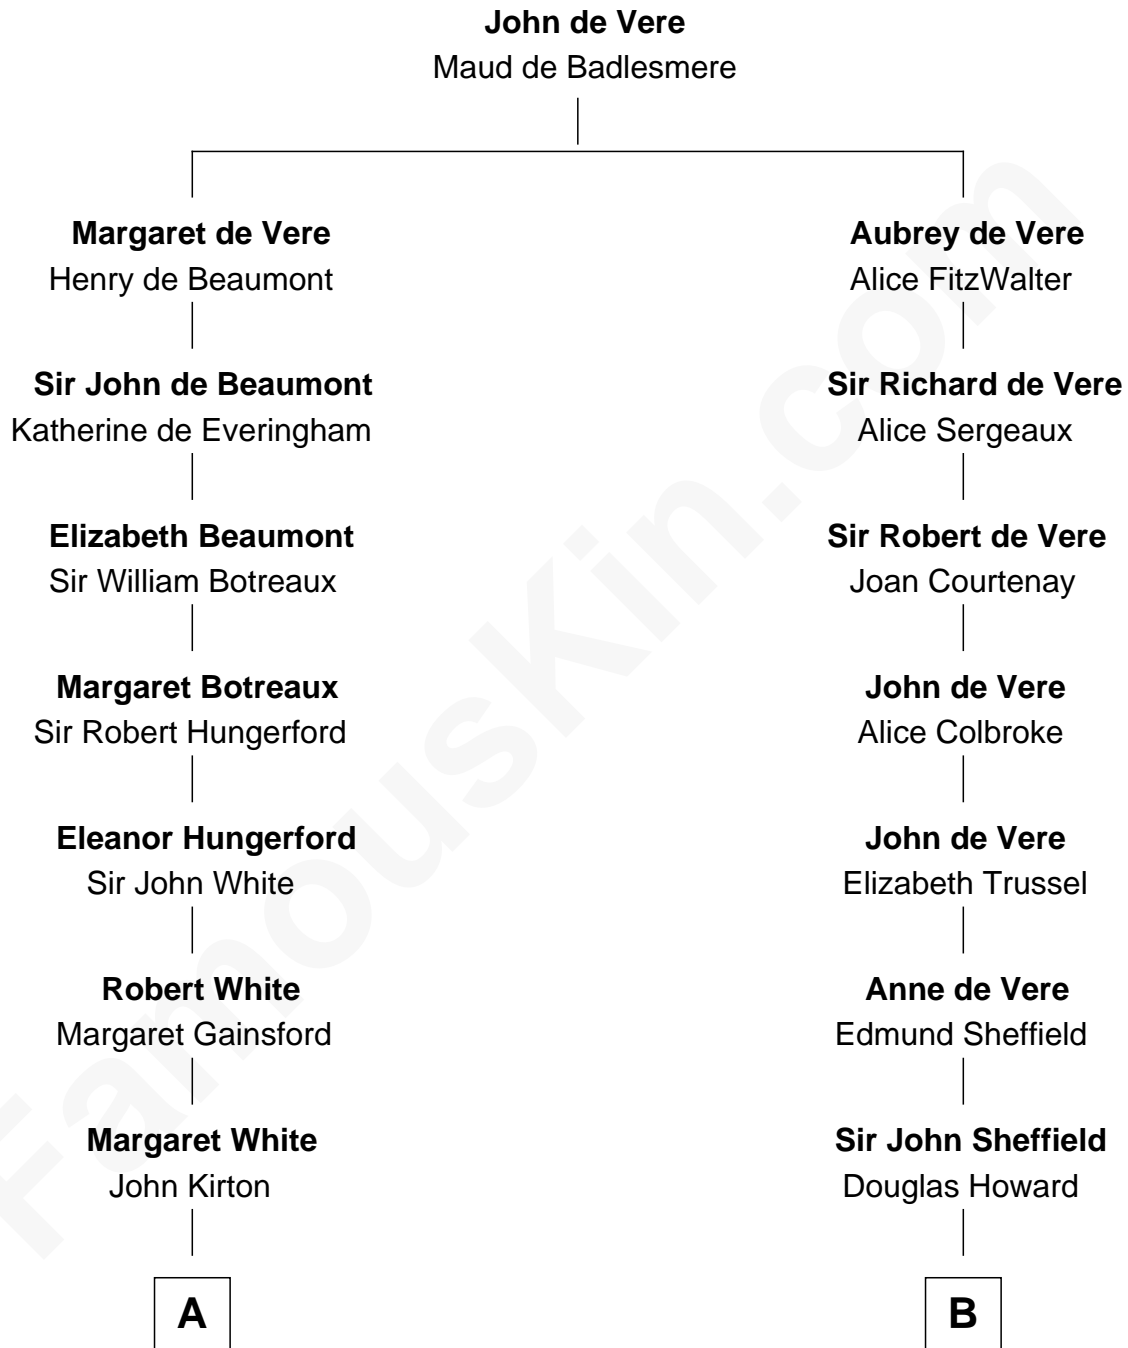 John de Vere
Maud de Badlesmere
Margaret de Vere
Henry de Beaumont
Aubrey de Vere
Alice FitzWalter
Sir John de Beaumont
Katherine de Everingham
Sir Richard de Vere
Alice Sergeaux
Elizabeth Beaumont
Sir William Botreaux
Sir Robert de Vere
Joan Courtenay
Margaret Botreaux
Sir Robert Hungerford
John de Vere
Alice Colbroke
Eleanor Hungerford
Sir John White
John de Vere
Elizabeth Trussel
Robert White
Margaret Gainsford
Anne de Vere
Edmund Sheffield
Margaret White
John Kirton
Sir John Sheffield
Douglas Howard
A
B
FamousKin.com